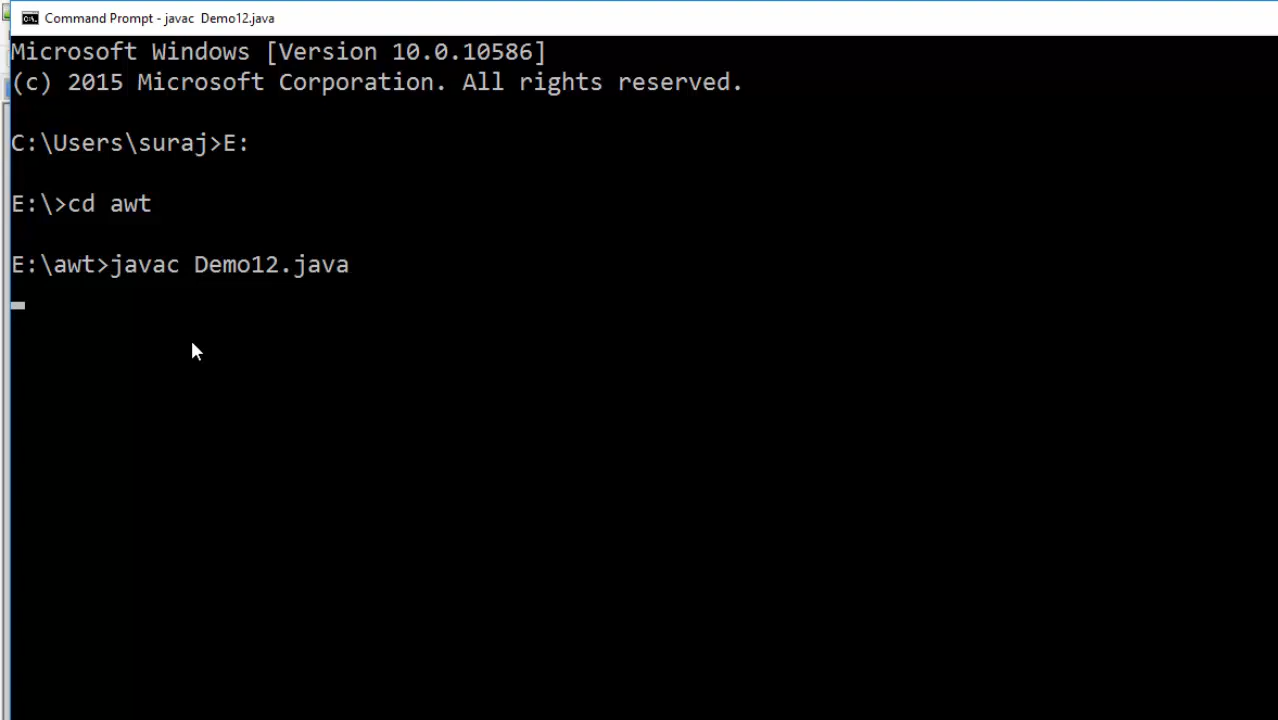 Command Prompt - javac  Demo12.java
Microsoft Windows [Version 10.0.10586]
(c) 2015 Microsoft Corporation. All rights reserved.
C:\Users\suraj>E:
E:\>cd awt
E:\awt>javac Demo12.java